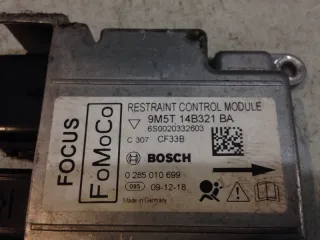 FOCUS
FoMoCo
RESTRAINT CONTROL MODULE
9M5T 14B321 BA
6S0020332603
C 307 CF33B
BOSCH
0 285 010 699
085 09-12-18
Made in Germany